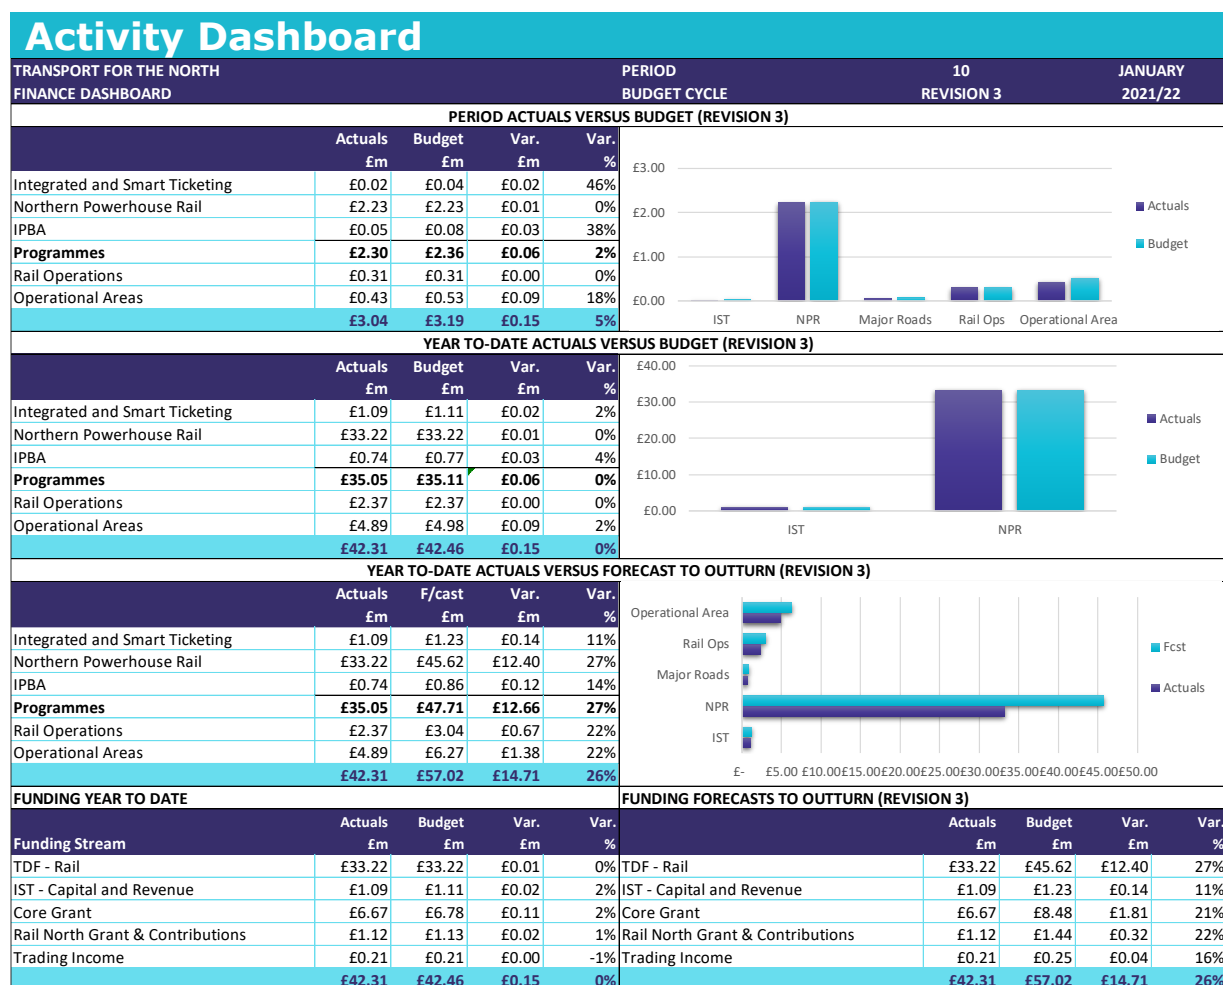 Activity Dashboard
TRANSPORT FOR THE NORTH PERIOD 10 JANUARY
FINANCE DASHBOARD BUDGET CYCLE REVISION 3 2021/22
PERIOD ACTUALS VERSUS BUDGET (REVISION 3)
Actuals Budget Var. Var.
£m £m £m %
Integrated and Smart Ticketing £0.02 £0.04 £0.02 46%
Northern Powerhouse Rail £2.23 £2.23 £0.01 0%
IPBA £0.05 £0.08 £0.03 38%
Programmes £2.30 £2.36 £0.06 2%
Rail Operations £0.31 £0.31 £0.00 0%
Operational Areas £0.43 £0.53 £0.09 18%
£3.04 £3.19 £0.15 5%
£3.00
£2.00
£1.00
£0.00
IST NPR Major Roads Rail Ops Operational Area
Actuals
Budget
YEAR TO-DATE ACTUALS VERSUS BUDGET (REVISION 3)
Actuals Budget Var. Var.
£m £m £m %
Integrated and Smart Ticketing £1.09 £1.11 £0.02 2%
Northern Powerhouse Rail £33.22 £33.22 £0.01 0%
IPBA £0.74 £0.77 £0.03 4%
Programmes £35.05 £35.11 £0.06 0%
Rail Operations £2.37 £2.37 £0.00 0%
Operational Areas £4.89 £4.98 £0.09 2%
£42.31 £42.46 £0.15 0%
£40.00
£30.00
£20.00
£10.00
£0.00
IST NPR
Actuals
Budget
YEAR TO-DATE ACTUALS VERSUS FORECAST TO OUTTURN (REVISION 3)
Actuals F/cast Var. Var.
£m £m £m %
Integrated and Smart Ticketing £1.09 £1.23 £0.14 11%
Northern Powerhouse Rail £33.22 £45.62 £12.40 27%
IPBA £0.74 £0.86 £0.12 14%
Programmes £35.05 £47.71 £12.66 27%
Rail Operations £2.37 £3.04 £0.67 22%
Operational Areas £4.89 £6.27 £1.38 22%
£42.31 £57.02 £14.71 26%
Operational Area
Rail Ops
Major Roads
NPR
IST
£- £5.00 £10.00 £15.00 £20.00 £25.00 £30.00 £35.00 £40.00 £45.00 £50.00
Fcst
Actuals
FUNDING YEAR TO DATE
Actuals Budget Var. Var.
Funding Stream £m £m £m %
TDF - Rail £33.22 £33.22 £0.01 0%
IST - Capital and Revenue £1.09 £1.11 £0.02 2%
Core Grant £6.67 £6.78 £0.11 2%
Rail North Grant & Contributions £1.12 £1.13 £0.02 1%
Trading Income £0.21 £0.21 £0.00 -1%
£42.31 £42.46 £0.15 0%
FUNDING FORECASTS TO OUTTURN (REVISION 3)
Actuals Budget Var. Var.
£m £m £m %
TDF - Rail £33.22 £45.62 £12.40 27%
IST - Capital and Revenue £1.09 £1.23 £0.14 11%
Core Grant £6.67 £8.48 £1.81 21%
Rail North Grant & Contributions £1.12 £1.44 £0.32 22%
Trading Income £0.21 £0.25 £0.04 16%
£42.31 £57.02 £14.71 26%